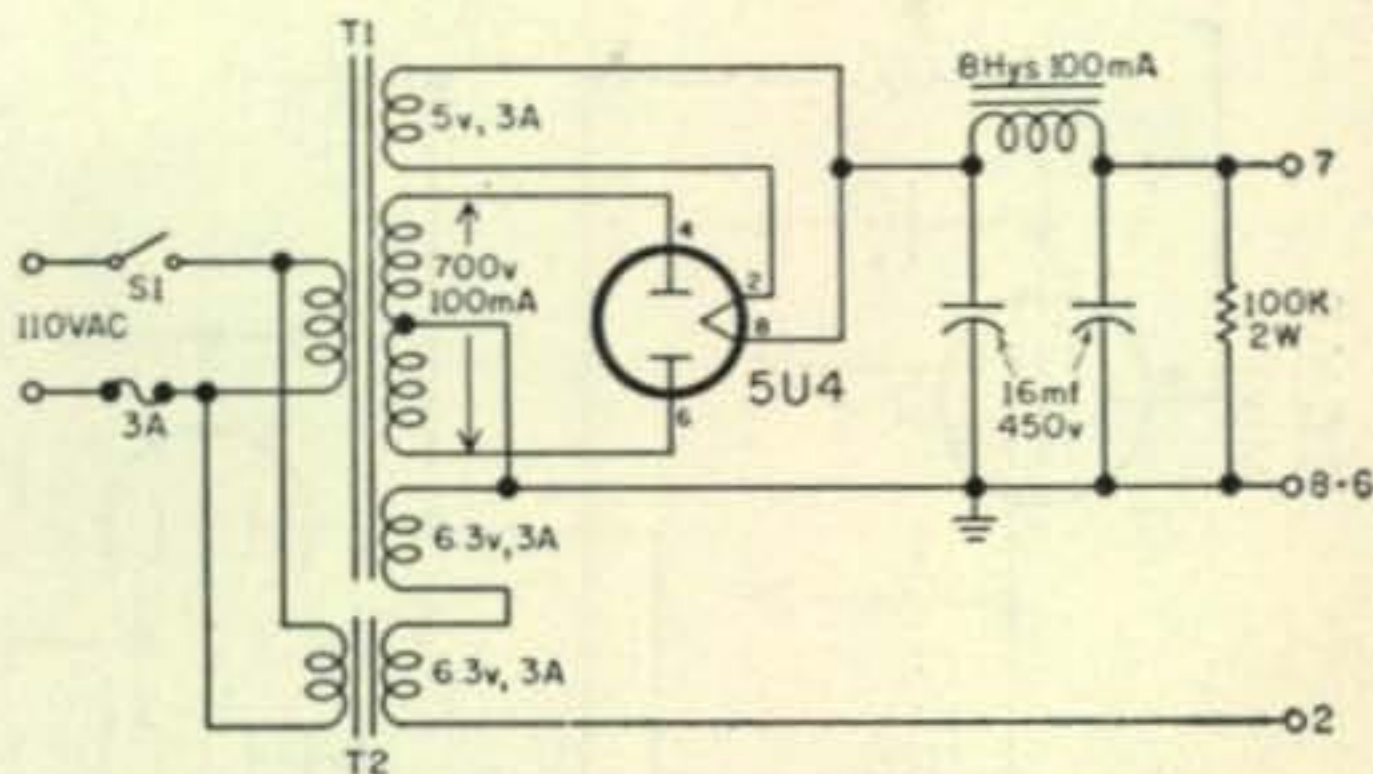 T1
8Hys 100mA
5v, 3A
7
4
2
700v
100mA
S1
8
110VAC
100K
2W
5U4
16mf
450v
3A
6
8-6
6.3v, 3A
6.3v, 3A
2
T2